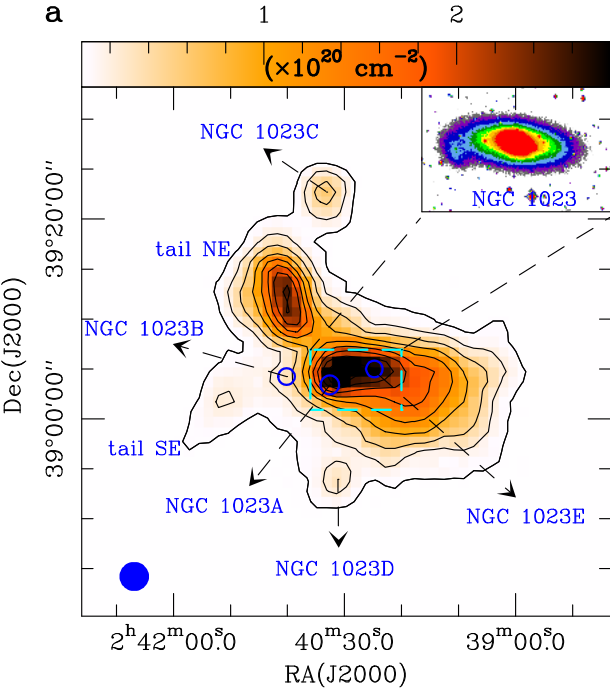 a
1 2
(×10²⁰ cm⁻²)
NGC 1023C
NGC 1023
tail NE
NGC 1023B
tail SE
NGC 1023A
NGC 1023E
NGC 1023D
39°20'00''
39°00'00''
Dec(J2000)
2ʰ42ᵐ00ˢ.0 40ᵐ30ˢ.0 39ᵐ00ˢ.0
RA(J2000)